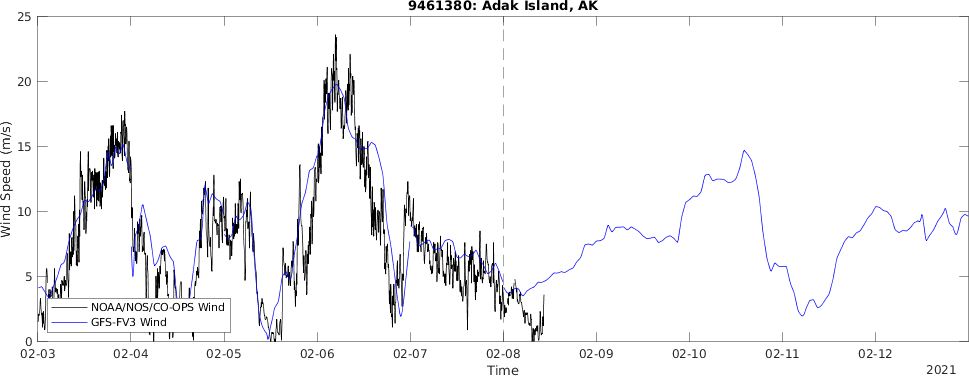 9461380: Adak Island, AK
Wind Speed (m/s)
25
20
15
10
5
0
NOAA/NOS/CO-OPS Wind
GFS-FV3 Wind
02-03 02-04 02-05 02-06 02-07 02-08 02-09 02-10 02-11 02-12
Time
2021